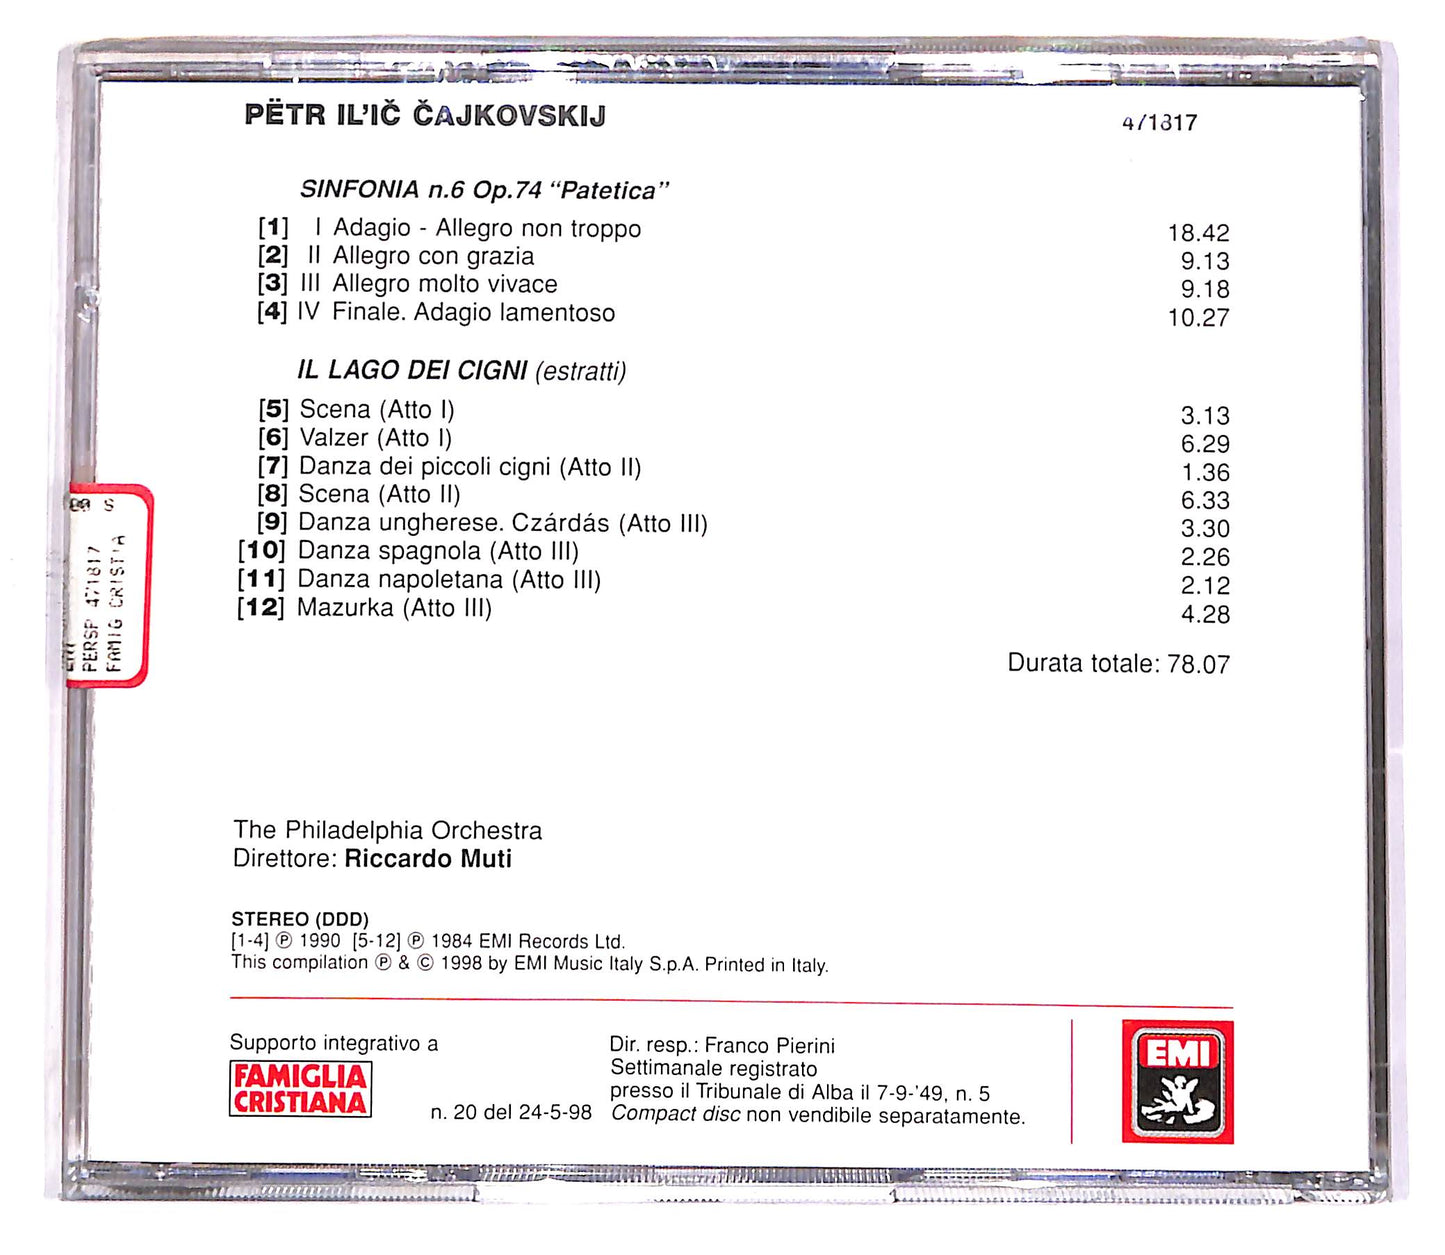 PËTR IL'IČ ČAJKOVSKIJ
471817
SINFONIA n.6 Op.74 “Patetica”
[1] I Adagio - Allegro non troppo 18.42
[2] II Allegro con grazia 9.13
[3] III Allegro molto vivace 9.18
[4] IV Finale. Adagio lamentoso 10.27
IL LAGO DEI CIGNI (estratti)
[5] Scena (Atto I) 3.13
[6] Valzer (Atto I) 6.29
[7] Danza dei piccoli cigni (Atto II) 1.36
[8] Scena (Atto II) 6.33
[9] Danza ungherese. Czárdás (Atto III) 3.30
[10] Danza spagnola (Atto III) 2.26
[11] Danza napoletana (Atto III) 2.12
[12] Mazurka (Atto III) 4.28
Durata totale: 78.07
PERSP 471817
FAMIG CRISTIA
The Philadelphia Orchestra
Direttore: Riccardo Muti
STEREO (DDD)
[1-4] ℗ 1990 [5-12] ℗ 1984 EMI Records Ltd.
This compilation ℗ & © 1998 by EMI Music Italy S.p.A. Printed in Italy.
Supporto integrativo a
FAMIGLIA
CRISTIANA
n. 20 del 24-5-98
Dir. resp.: Franco Pierini
Settimanale registrato
presso il Tribunale di Alba il 7-9-'49, n. 5
Compact disc non vendibile separatamente.
EMI